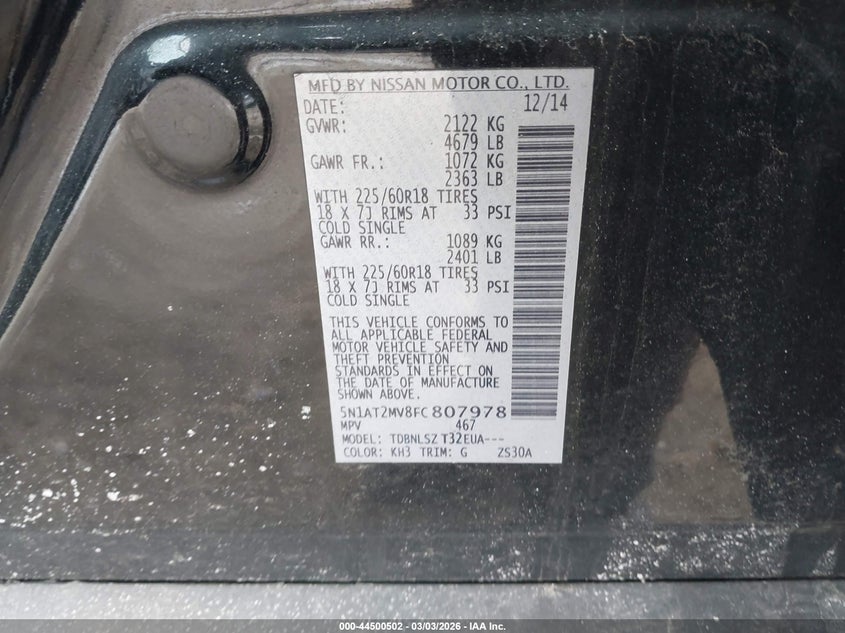 MFD BY NISSAN MOTOR CO., LTD.
DATE: 12/14
GVWR: 2122 KG
4679 LB
GAWR FR.: 1072 KG
2363 LB
WITH 225/60R18 TIRES
18 X 7J RIMS AT 33 PSI
COLD SINGLE
GAWR RR.: 1089 KG
2401 LB
WITH 225/60R18 TIRES
18 X 7J RIMS AT 33 PSI
COLD SINGLE
THIS VEHICLE CONFORMS TO
ALL APPLICABLE FEDERAL
MOTOR VEHICLE SAFETY AND
THEFT PREVENTION
STANDARDS IN EFFECT ON
THE DATE OF MANUFACTURE
SHOWN ABOVE.
5N1AT2MV8FC807978
MPV 467
MODEL: TDBNLSZ T32EUA---
COLOR: KH3 TRIM: G ZS30A
000-44500502 - 03/03/2026 - © IAA Inc.